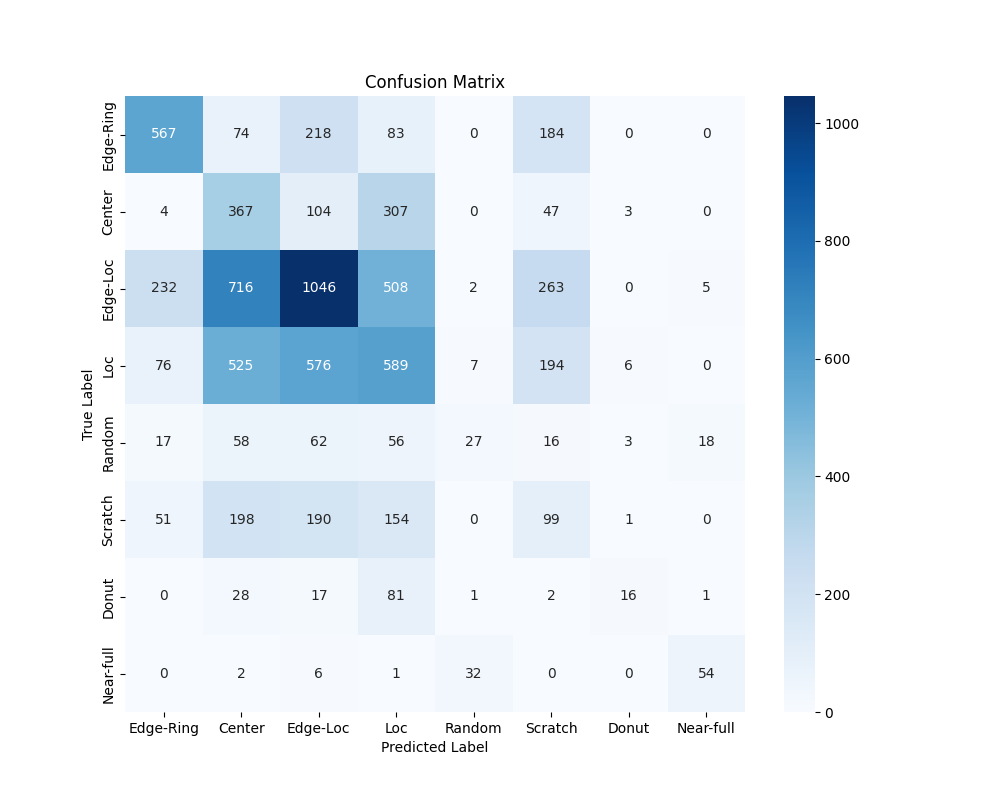 Confusion Matrix
Edge-Ring 567 74 218 83 0 184 0 0
Center 4 367 104 307 0 47 3 0
Edge-Loc 232 716 1046 508 2 263 0 5
Loc 76 525 576 589 7 194 6 0
Random 17 58 62 56 27 16 3 18
Scratch 51 198 190 154 0 99 1 0
Donut 0 28 17 81 1 2 16 1
Near-full 0 2 6 1 32 0 0 54
True Label
Edge-Ring Center Edge-Loc Loc Random Scratch Donut Near-full
Predicted Label
1000
800
600
400
200
0